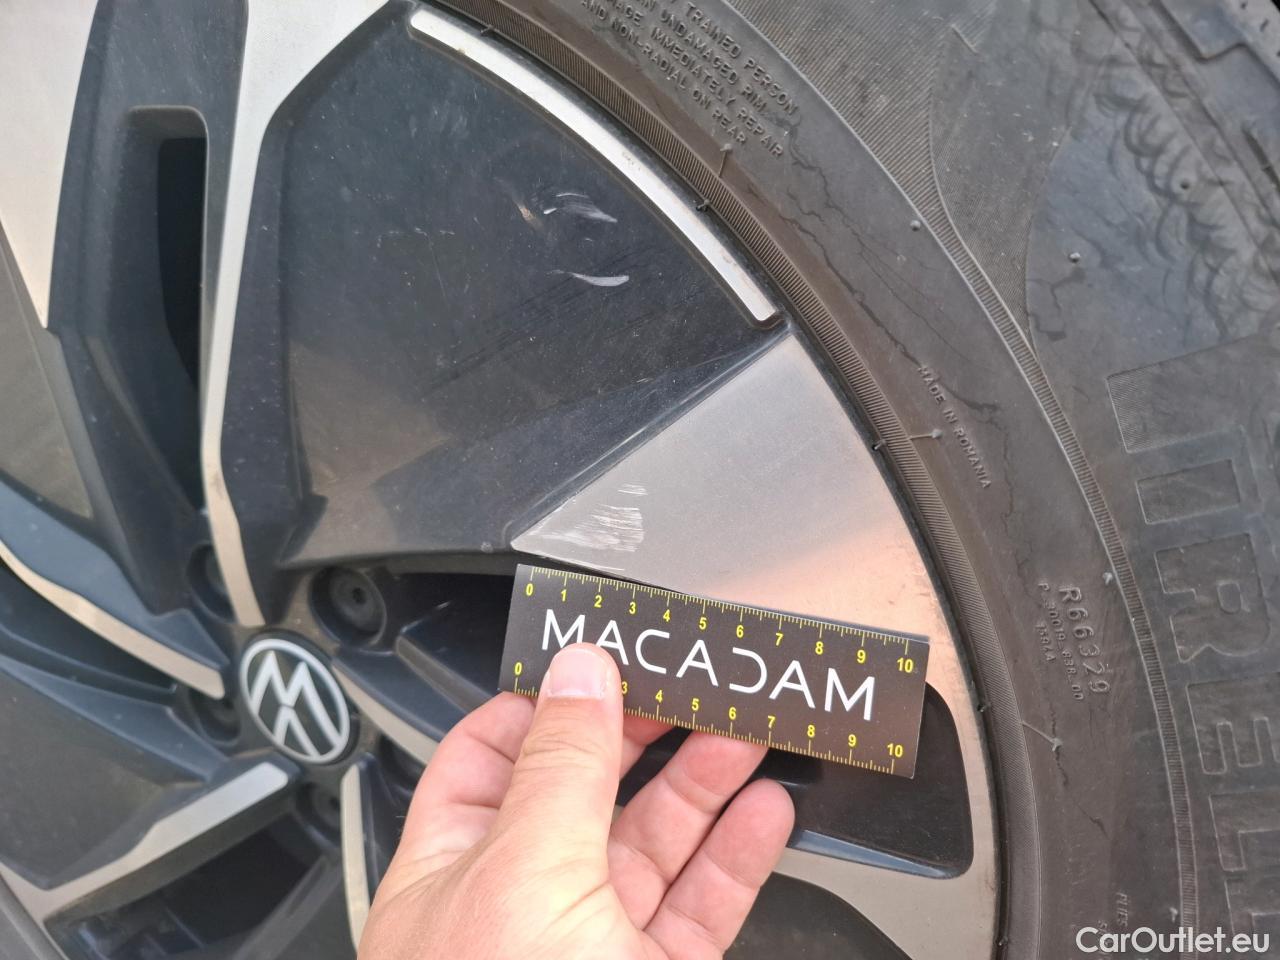 TRAINED PERSON
UNDAMAGED RIM.
IMMEDIATELY REPAIR
AND NON-RADIAL ON REAR
MADE IN ROMANIA
R66329
IRELL
0 1 2 3 4 5 6 7 8 9 10
MACADAM
0 3 4 5 6 7 8 9 10
PLIES
CarOutlet.eu